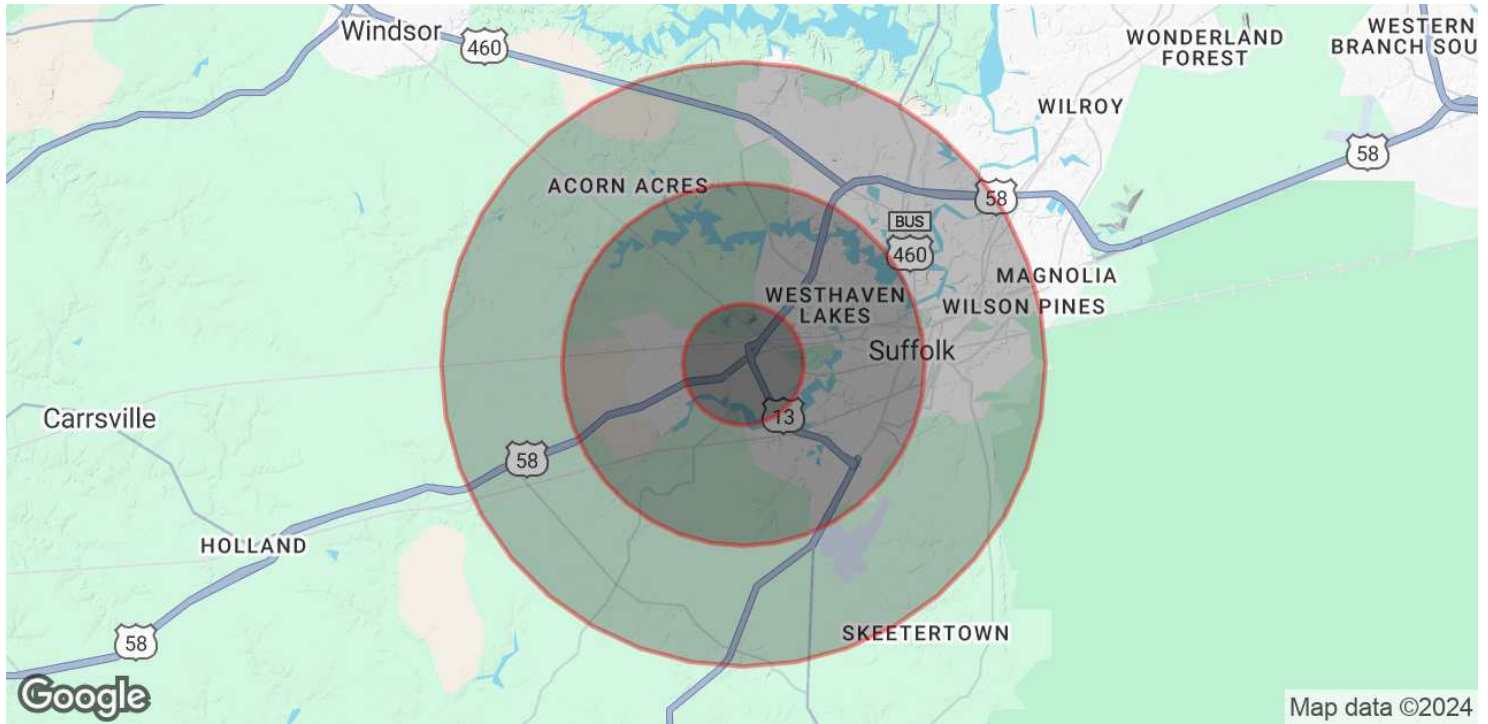 Windsor
460
WONDERLAND
FOREST
WESTERN
BRANCH SOU
WILROY
58
ACORN ACRES
58
BUS
460
MAGNOLIA
WESTHAVEN
LAKES
WILSON PINES
Suffolk
Carrsville
13
58
HOLLAND
SKEETERTOWN
58
Google
Map data ©2024